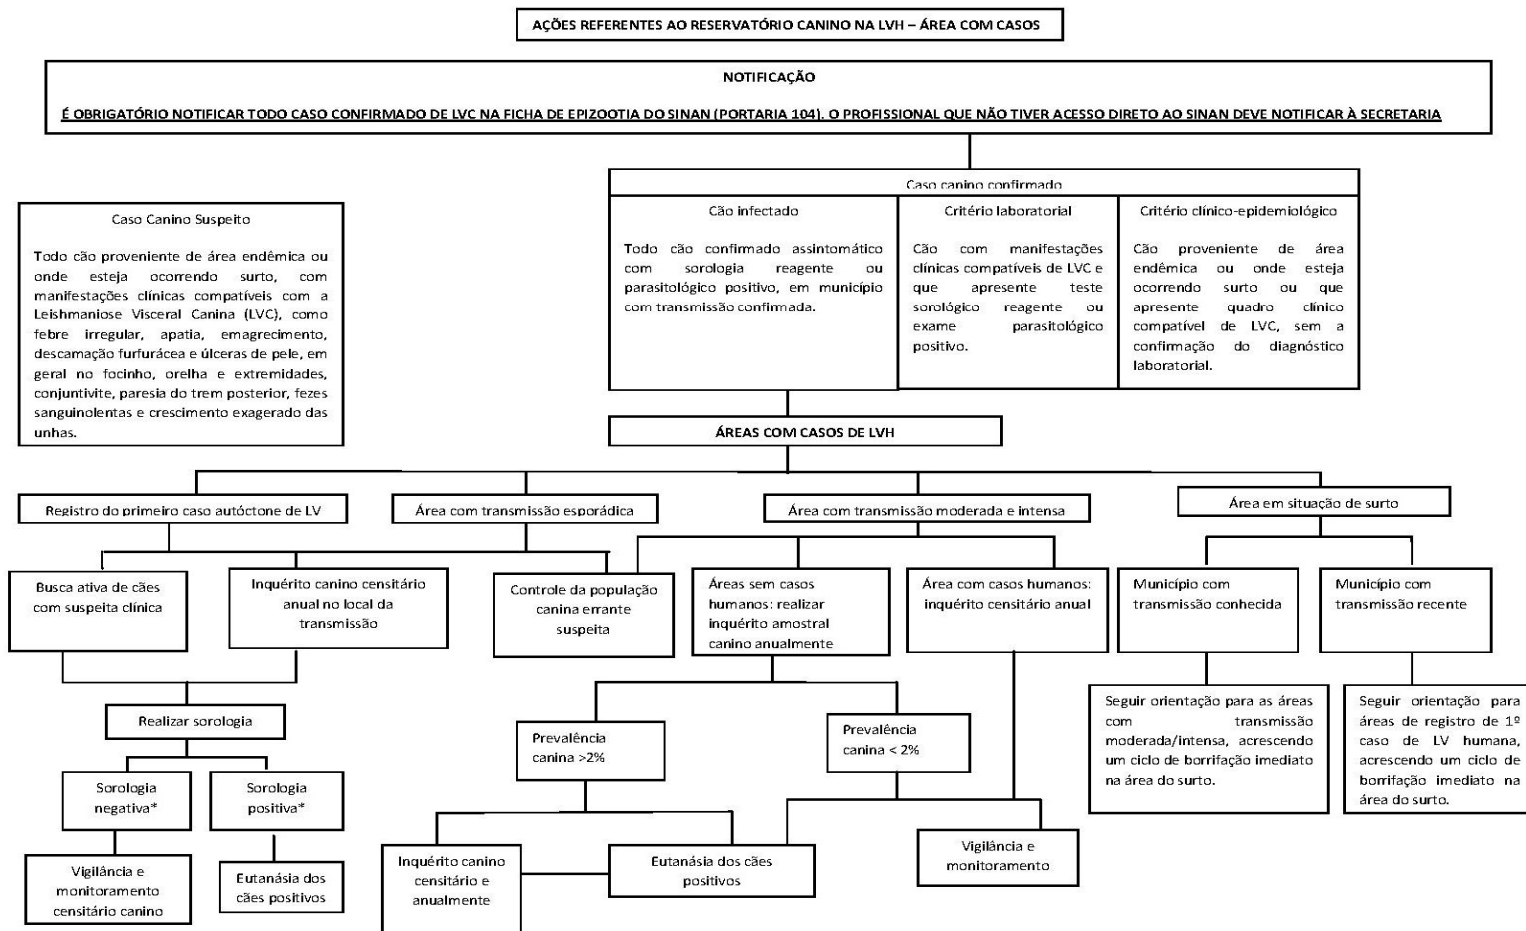 AÇÕES REFERENTES AO RESERVATÓRIO CANINO NA LVH – ÁREA COM CASOS
NOTIFICAÇÃO
É OBRIGATÓRIO NOTIFICAR TODO CASO CONFIRMADO DE LVC NA FICHA DE EPIZOOTIA DO SINAN (PORTARIA 104). O PROFISSIONAL QUE NÃO TIVER ACESSO DIRETO AO SINAN DEVE NOTIFICAR À SECRETARIA
Caso Canino Suspeito
Todo cão proveniente de área endêmica ou
onde esteja ocorrendo surto, com
manifestações clínicas compatíveis com a
Leishmaniose Visceral Canina (LVC), como
febre irregular, apatia, emagrecimento,
descamação furfurácea e úlceras de pele, em
geral no focinho, orelha e extremidades,
conjuntivite, paresia do trem posterior, fezes
sanguinolentas e crescimento exagerado das
unhas.
Caso canino confirmado
Cão infectado
Todo cão confirmado assintomático
com sorologia reagente ou
parasitológico positivo, em município
com transmissão confirmada.
Critério laboratorial
Cão com manifestações
clínicas compatíveis de LVC e
que apresente teste
sorológico reagente ou
exame parasitológico
positivo.
Critério clínico-epidemiológico
Cão proveniente de área
endêmica ou onde esteja
ocorrendo surto ou que
apresente quadro clínico
compatível de LVC, sem a
confirmação do diagnóstico
laboratorial.
ÁREAS COM CASOS DE LVH
Registro do primeiro caso autóctone de LV
Área com transmissão esporádica
Área com transmissão moderada e intensa
Área em situação de surto
Busca ativa de cães
com suspeita clínica
Inquérito canino censitário
anual no local da
transmissão
Controle da população
canina errante
suspeita
Áreas sem casos
humanos: realizar
inquérito amostral
canino anualmente
Área com casos humanos:
inquérito censitário anual
Município com
transmissão conhecida
Município com
transmissão recente
Realizar sorologia
Prevalência
canina >2%
Prevalência
canina < 2%
Seguir orientação para as áreas
com transmissão
moderada/intensa, acrescendo
um ciclo de borrifação imediato
na área do surto.
Seguir orientação para
áreas de registro de 1º
caso de LV humana,
acrescendo um ciclo de
borrifação imediato na
área do surto.
Sorologia
negativa*
Sorologia
positiva*
Vigilância e
monitoramento
censitário canino
Eutanásia dos
cães positivos
Inquérito canino
censitário e
anualmente
Eutanásia dos cães
positivos
Vigilância e
monitoramento